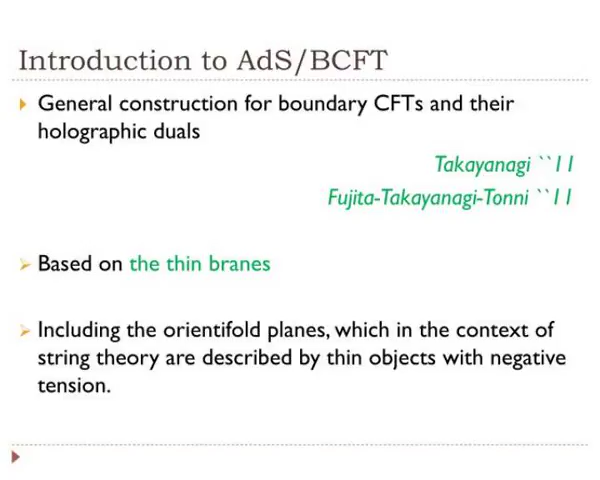 Introduction to AdS/BCFT
General construction for boundary CFTs and their
holographic duals
Takayanagi ``11
Fujita-Takayanagi-Tonni ``11
Based on the thin branes
Including the orientifold planes, which in the context of
string theory are described by thin objects with negative
tension.